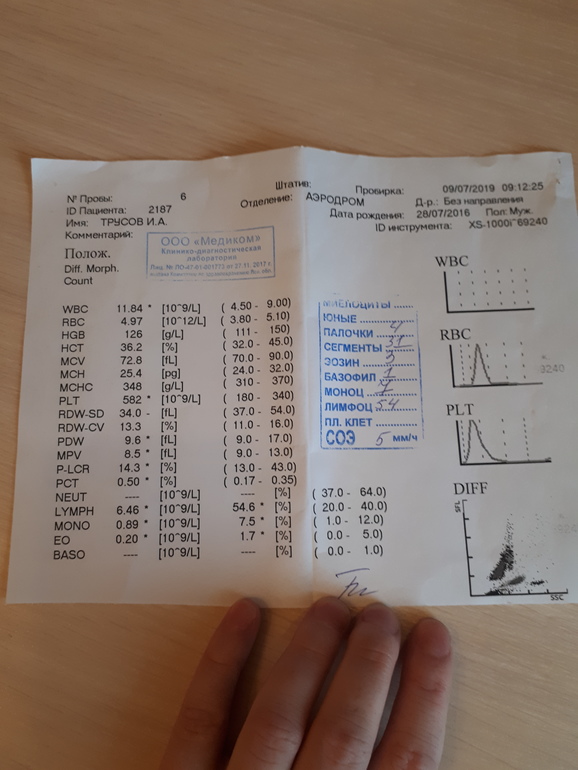 Штатив:
№ Пробы: 6 Пробирка: 09/07/2019 09:12:25
ID Пациента: 2187 Отделение: АЭРОДРОМ Д-р.: Без направления
Имя: ТРУСОВ И.А. Дата рождения: 28/07/2016 Пол: Муж.
Комментарий: ID инструмента: XS-1000i^69240
ООО «Медиком»
Клинико-диагностическая
лаборатория
Полож.
Diff. Morph.
Count
WBC 11.84 * [10^9/L] ( 4.50 - 9.00)
RBC 4.97 [10^12/L] ( 3.80 - 5.10)
HGB 126 [g/L] ( 111 - 150)
HCT 36.2 [%] ( 32.0 - 45.0)
MCV 72.8 [fL] ( 70.0 - 90.0)
MCH 25.4 [pg] ( 24.0 - 32.0)
MCHC 348 [g/L] ( 310 - 370)
PLT 582 * [10^9/L] ( 180 - 340)
RDW-SD 34.0 - [fL] ( 37.0 - 54.0)
RDW-CV 13.3 [%] ( 11.0 - 16.0)
PDW 9.6 * [fL] ( 9.0 - 17.0)
MPV 8.5 * [fL] ( 9.0 - 13.0)
P-LCR 14.3 * [%] ( 13.0 - 43.0)
PCT 0.50 * [%] ( 0.17 - 0.35)
NEUT ---- [10^9/L] ---- [%] ( 37.0 - 64.0)
LYMPH 6.46 * [10^9/L] 54.6 * [%] ( 20.0 - 40.0)
MONO 0.89 * [10^9/L] 7.5 * [%] ( 1.0 - 12.0)
EO 0.20 * [10^9/L] 1.7 * [%] ( 0.0 - 5.0)
BASO ---- [10^9/L] ---- [%] ( 0.0 - 1.0)
МИЕЛОЦИТЫ
ЮНЫЕ
ПАЛОЧКИ 4
СЕГМЕНТЫ 31
ЭОЗИН 3
БАЗОФИЛ 1
МОНОЦ 7
ЛИМФОЦ 54
ПЛ. КЛЕТ
СОЭ 5 мм/ч
WBC
RBC
PLT
DIFF
SFL
SSC
3240